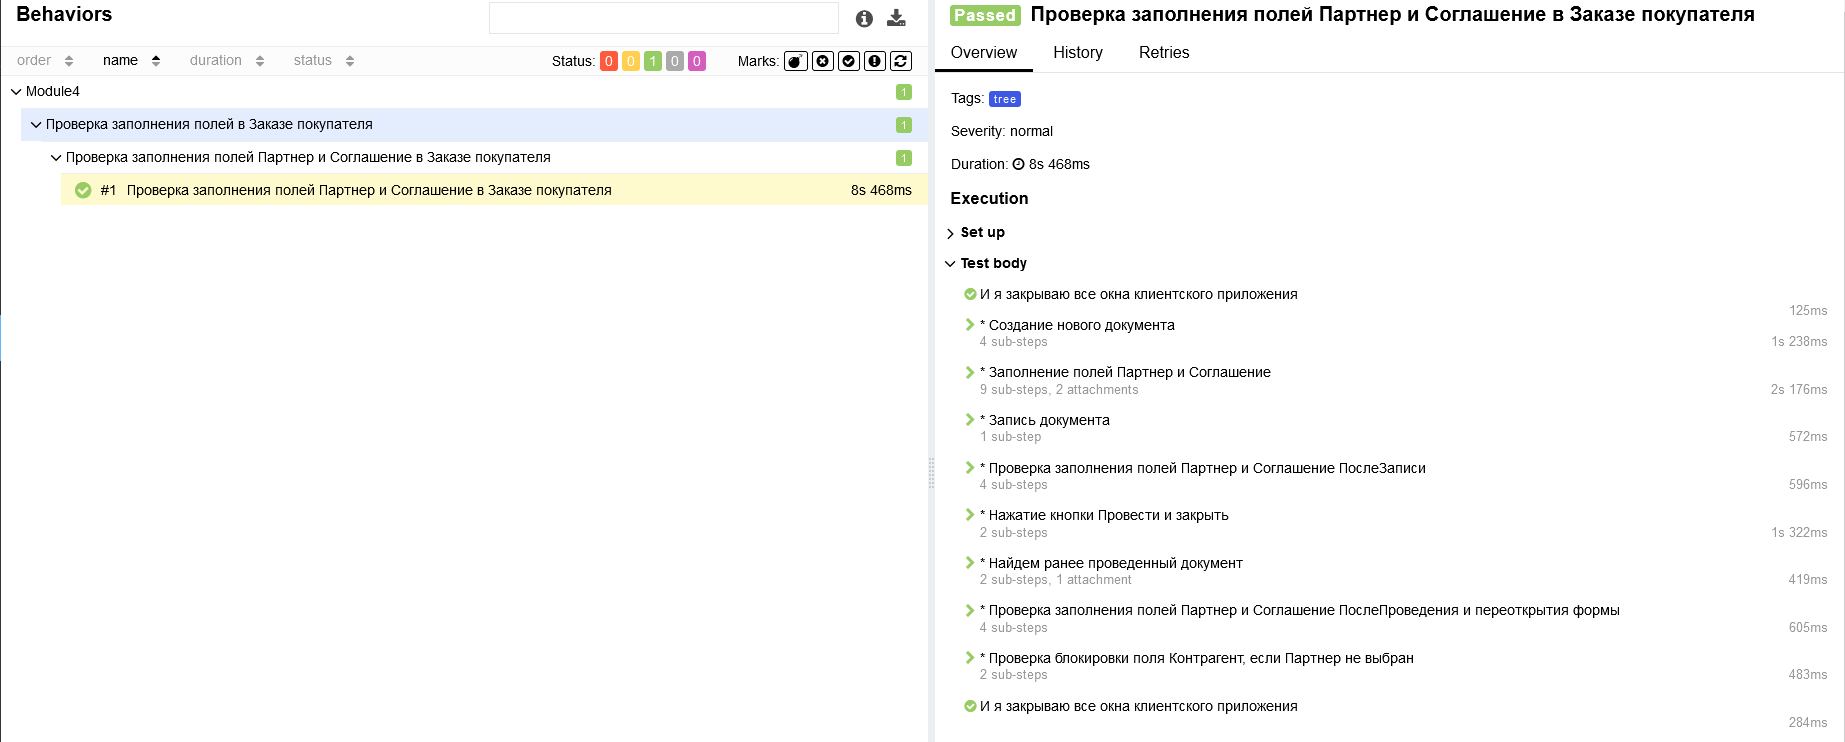 Behaviors
order name duration status Status: 0 0 1 0 0 Marks:
Module4 1
Проверка заполнения полей в Заказе покупателя 1
Проверка заполнения полей Партнер и Соглашение в Заказе покупателя 1
#1 Проверка заполнения полей Партнер и Соглашение в Заказе покупателя 8s 468ms
Passed Проверка заполнения полей Партнер и Соглашение в Заказе покупателя
Overview History Retries
Tags: tree
Severity: normal
Duration: 8s 468ms
Execution
Set up
Test body
И я закрываю все окна клиентского приложения
125ms
* Создание нового документа
4 sub-steps 1s 238ms
* Заполнение полей Партнер и Соглашение
9 sub-steps, 2 attachments 2s 176ms
* Запись документа
1 sub-step 572ms
* Проверка заполнения полей Партнер и Соглашение ПослеЗаписи
4 sub-steps 596ms
* Нажатие кнопки Провести и закрыть
2 sub-steps 1s 322ms
* Найдем ранее проведенный документ
2 sub-steps, 1 attachment 419ms
* Проверка заполнения полей Партнер и Соглашение ПослеПроведения и переоткрытия формы
4 sub-steps 605ms
* Проверка блокировки поля Контрагент, если Партнер не выбран
2 sub-steps 483ms
И я закрываю все окна клиентского приложения
284ms